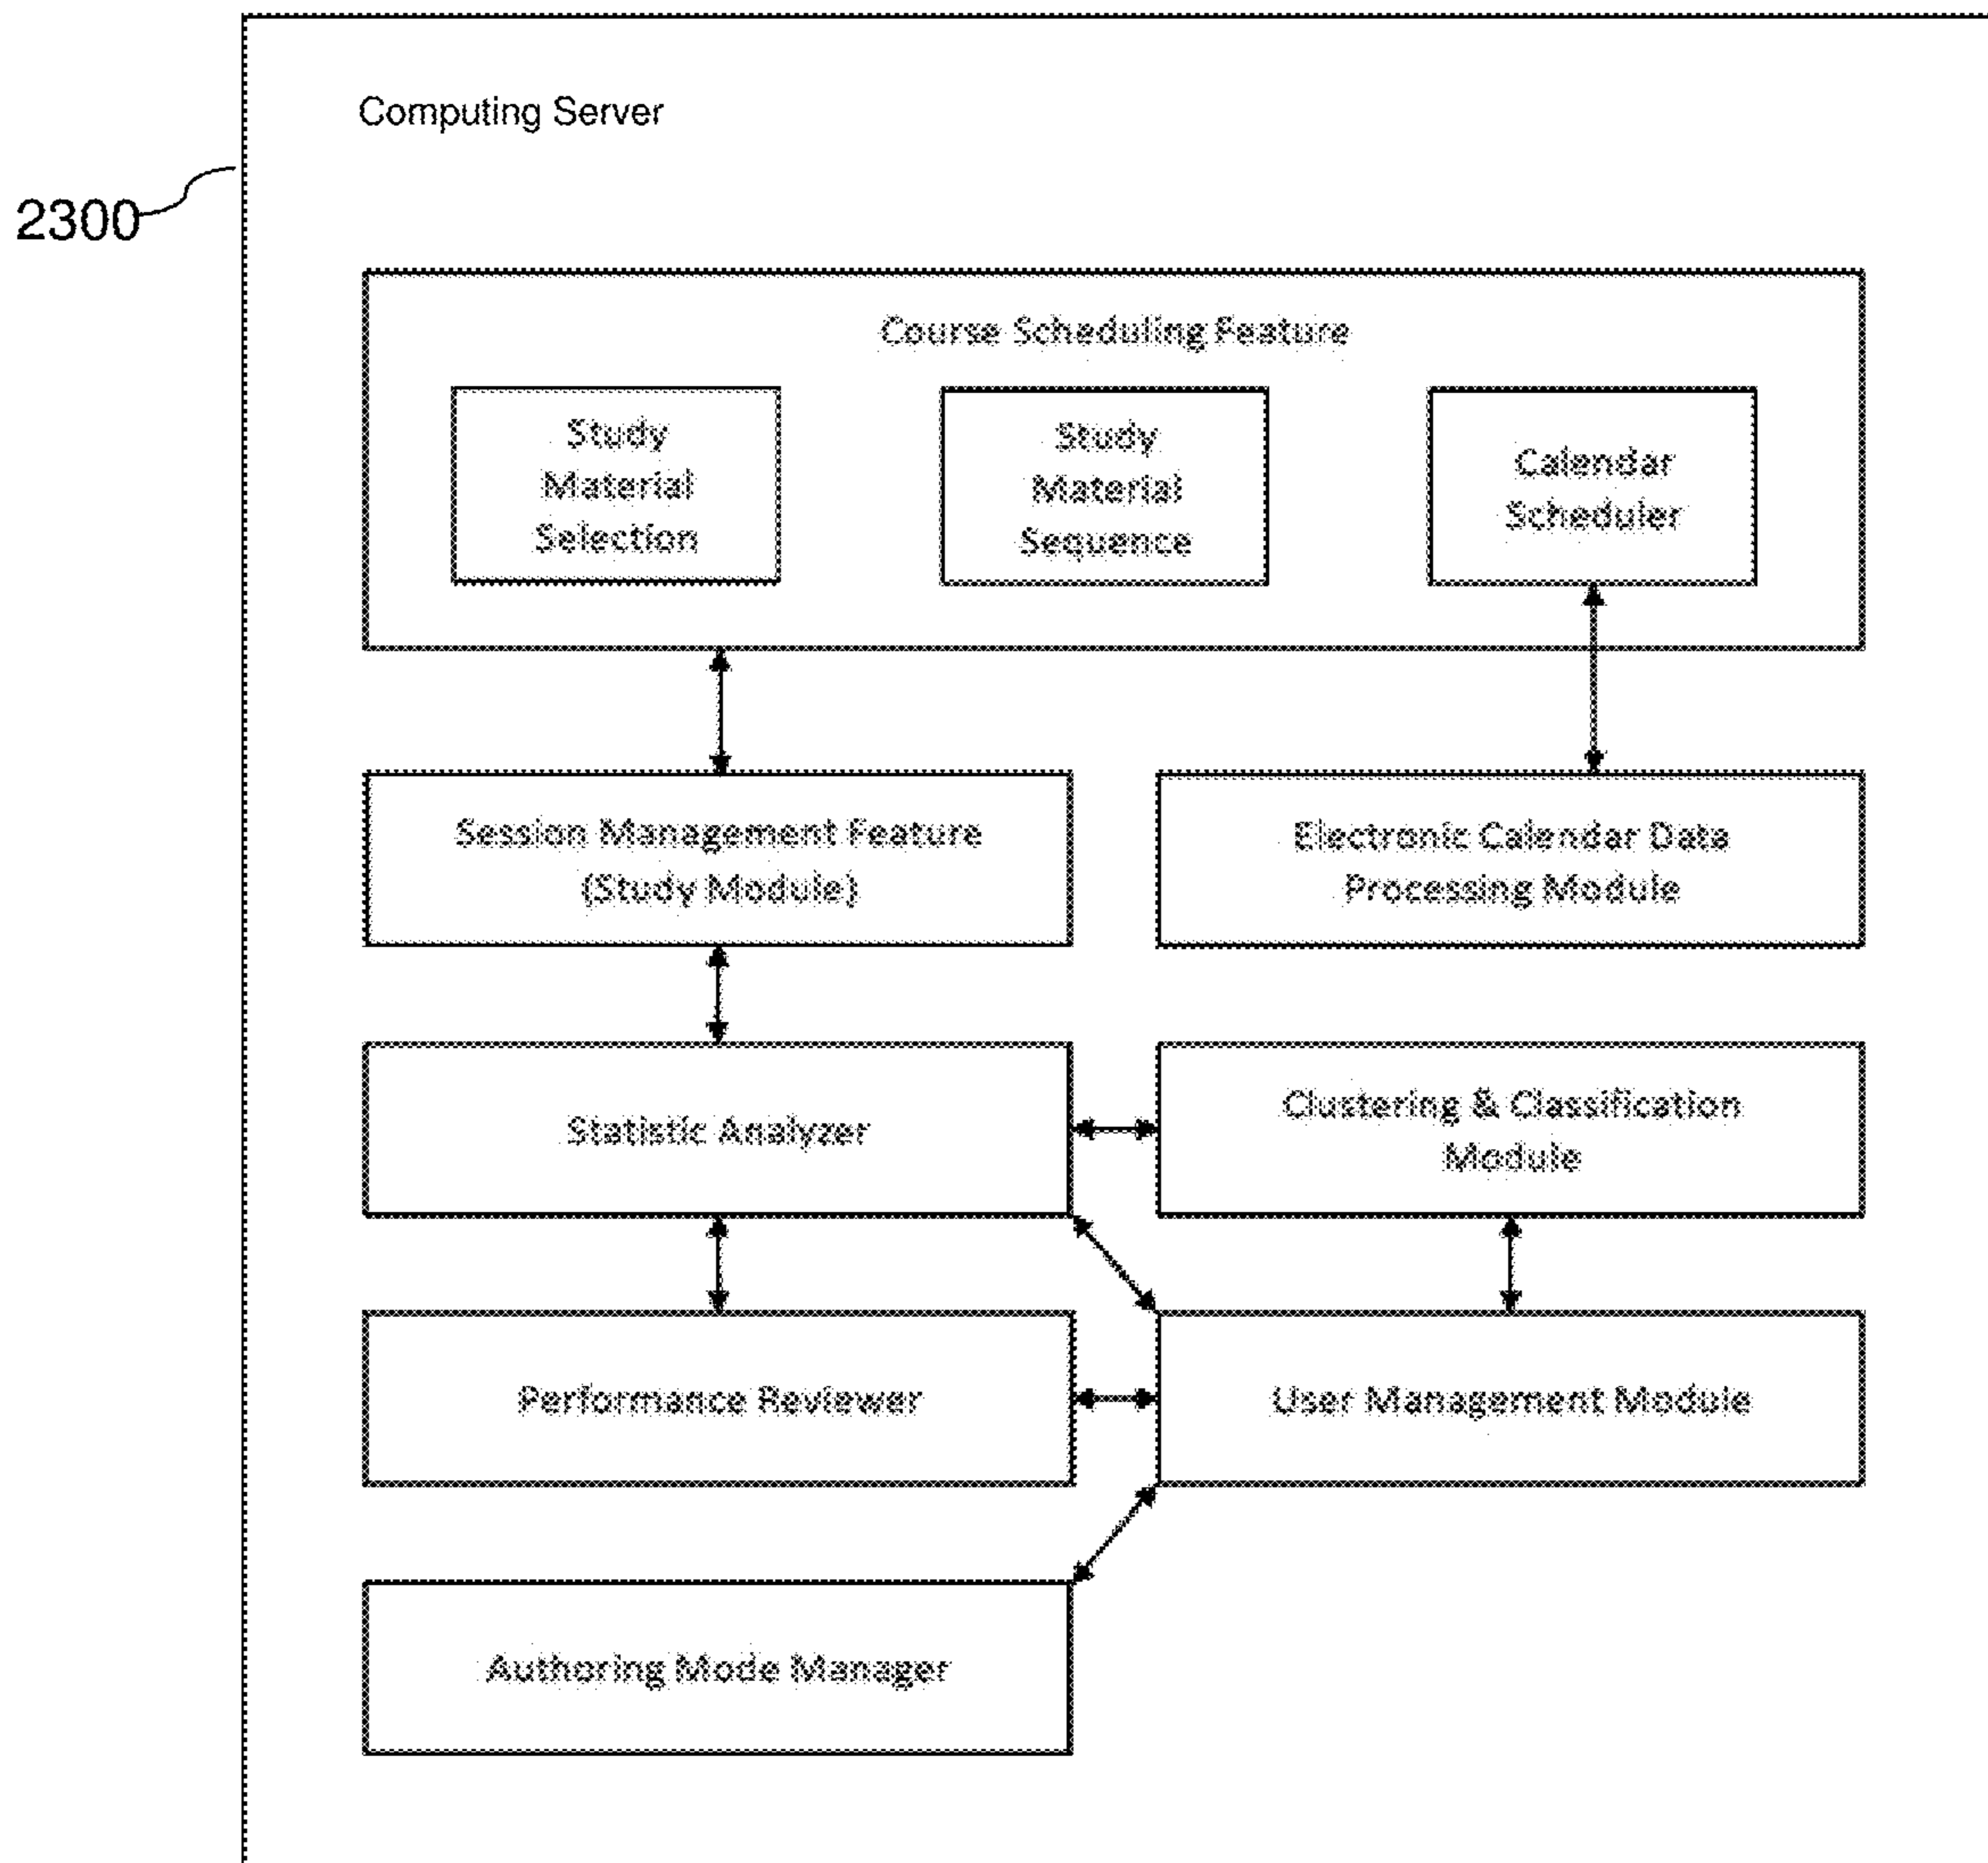 Computing Server
2300
Course Scheduling Feature
Study
Material
Selection
Study
Material
Sequence
Calendar
Scheduler
Session Management Feature
(Study Module)
Electronic Calendar Data
Processing Module
Statistic Analyzer
Clustering & Classification
Module
Performance Reviewer
User Management Module
Authoring Mode Manager